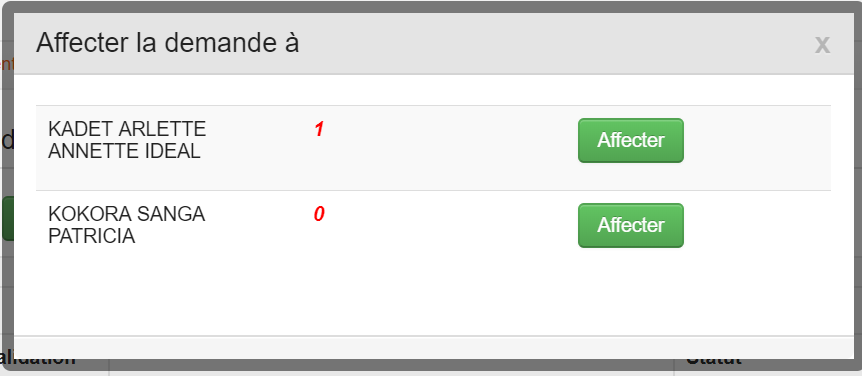 Affecter la demande à
x
KADET ARLETTE
ANNETTE IDEAL
1
Affecter
KOKORA SANGA
PATRICIA
0
Affecter